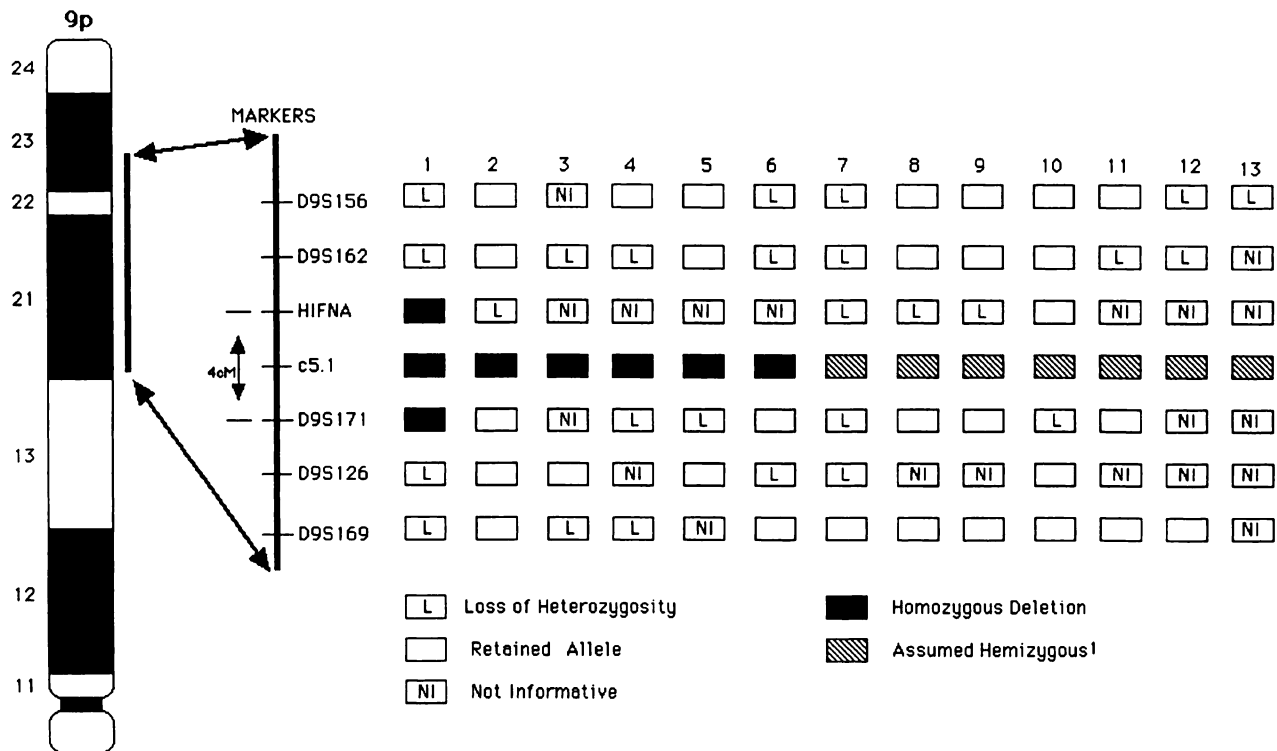 9p
24
23
22
21
13
12
11
MARKERS
1 2 3 4 5 6 7 8 9 10 11 12 13
D9S156 L NI L L L L
D9S162 L L L L L L L NI
HIFNA L NI NI NI NI L L L NI NI NI
4cM
c5.1
D9S171 NI L L L L NI NI
D9S126 L NI L L NI NI NI NI NI
D9S169 L L L NI NI
L Loss of Heterozygosity
Retained Allele
NI Not Informative
Homozygous Deletion
Assumed Hemizygous1